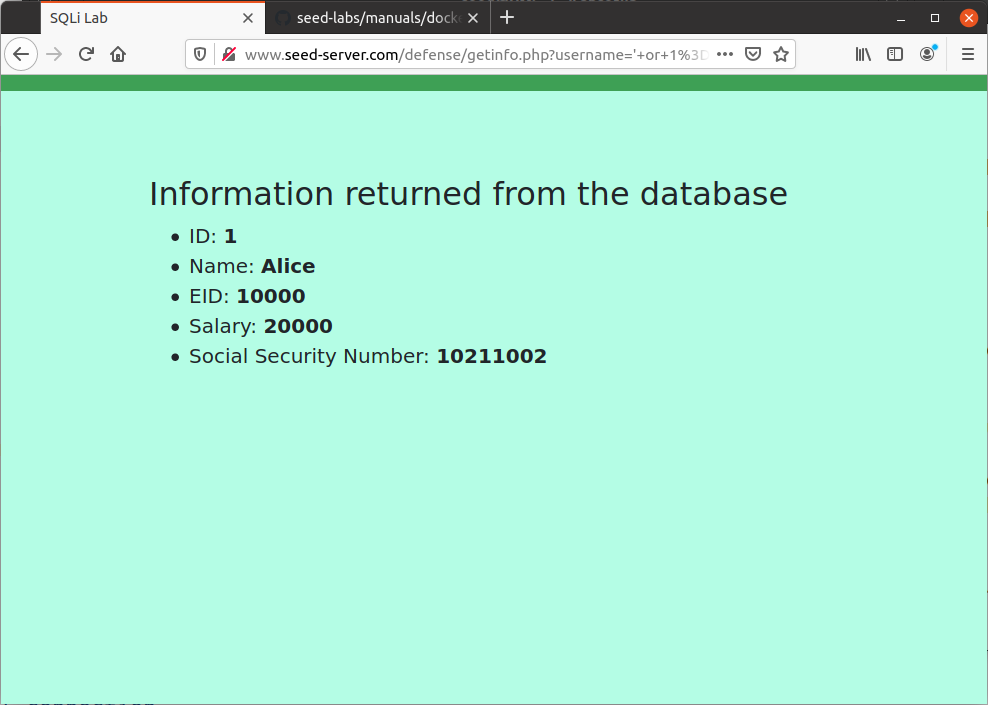 SQLi Lab
seed-labs/manuals/docke
www.seed-server.com/defense/getinfo.php?username='+or+1%3D
Information returned from the database
ID: 1
Name: Alice
EID: 10000
Salary: 20000
Social Security Number: 10211002